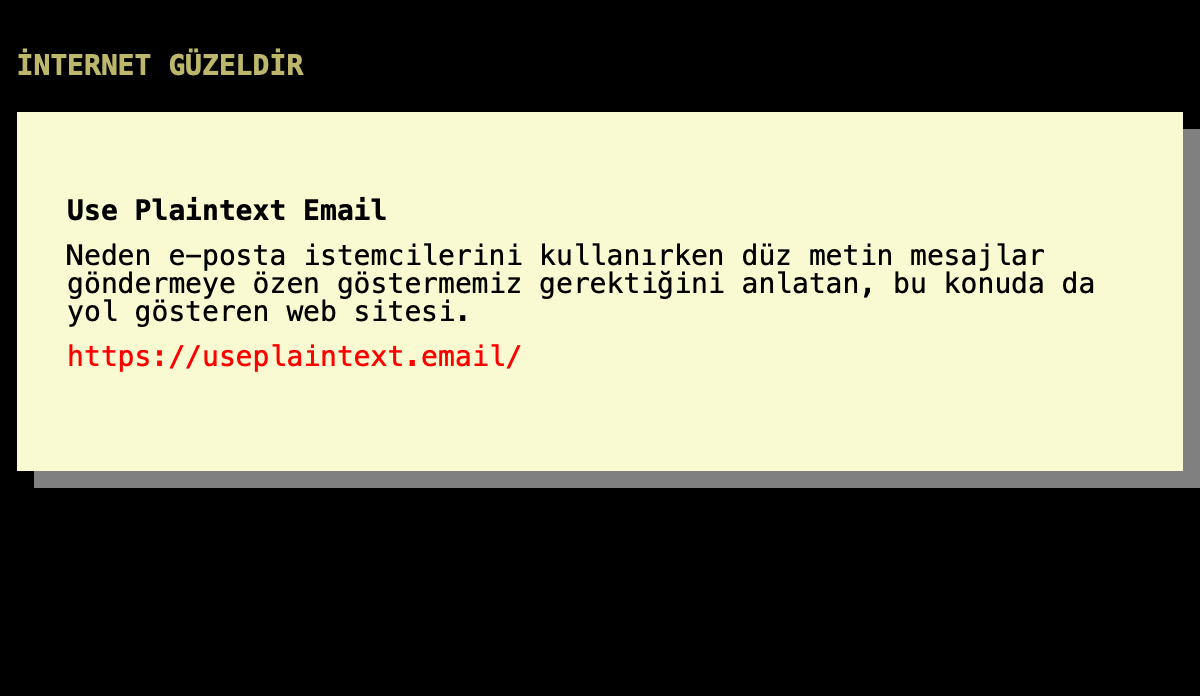 İNTERNET GÜZELDİR
Use Plaintext Email
Neden e-posta istemcilerini kullanırken düz metin mesajlar
göndermeye özen göstermemiz gerektiğini anlatan, bu konuda da
yol gösteren web sitesi.
https://useplaintext.email/